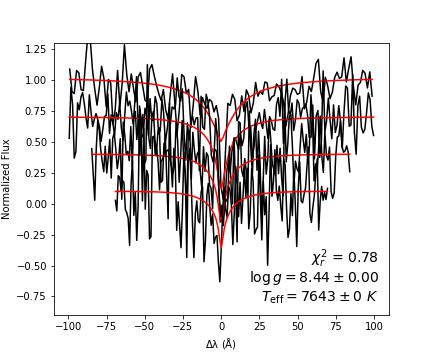 1.25
1.00
0.75
0.50
0.25
0.00
−0.25
−0.50
−0.75
Normalized Flux
χ²ᵣ = 0.78
log g = 8.44 ± 0.00
T_eff = 7643 ± 0 K
−100 −75 −50 −25 0 25 50 75 100
Δλ (Å)